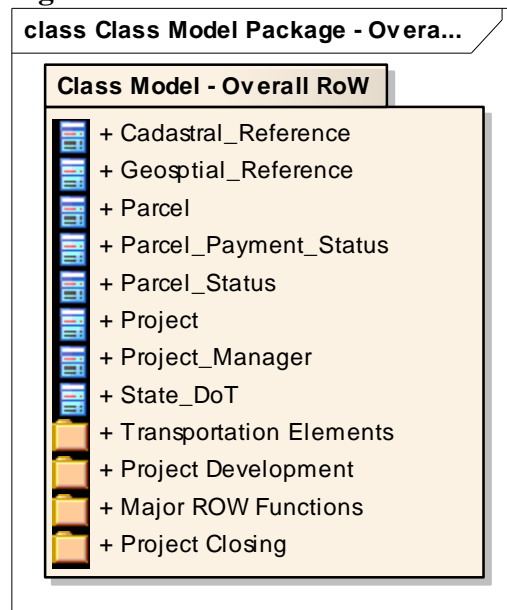 class Class Model Package - Overa...
Class Model - Overall RoW
+ Cadastral_Reference
+ Geosptial_Reference
+ Parcel
+ Parcel_Payment_Status
+ Parcel_Status
+ Project
+ Project_Manager
+ State_DoT
+ Transportation Elements
+ Project Development
+ Major ROW Functions
+ Project Closing